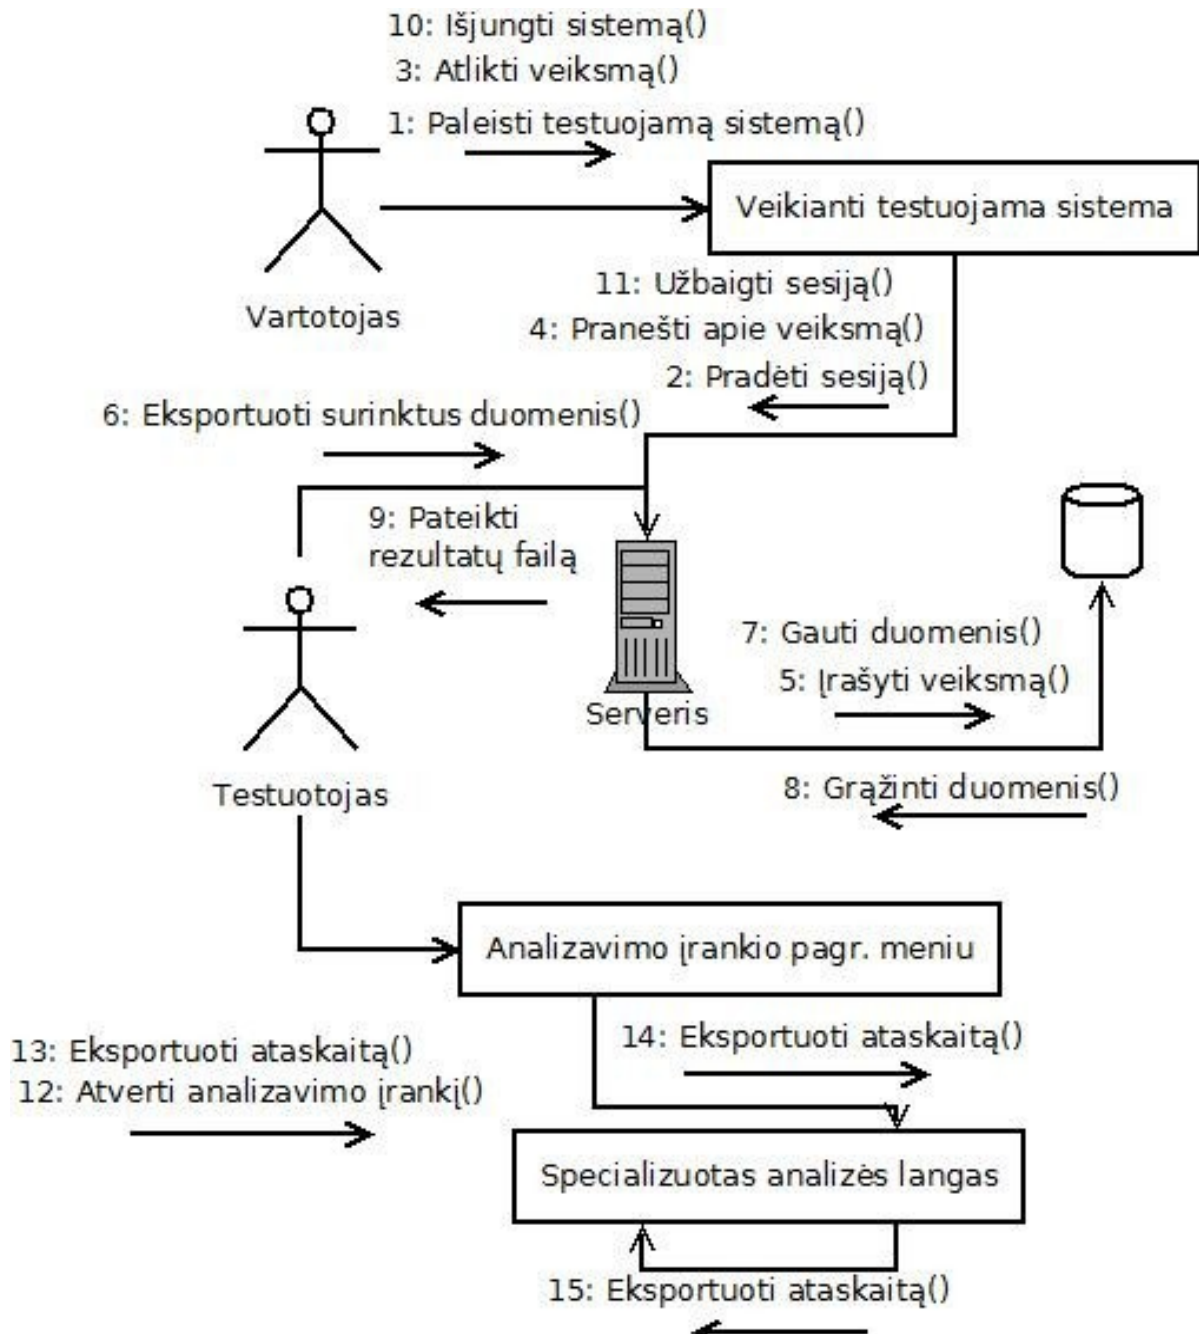 10: Išjungti sistemą()
3: Atlikti veiksmą()
1: Paleisti testuojamą sistemą()
Veikianti testuojama sistema
Vartotojas
11: Užbaigti sesiją()
4: Pranešti apie veiksmą()
2: Pradėti sesiją()
6: Eksportuoti surinktus duomenis()
9: Pateikti
rezultatų failą
7: Gauti duomenis()
5: Įrašyti veiksmą()
Serveris
8: Grąžinti duomenis()
Testuotojas
Analizavimo įrankio pagr. meniu
14: Eksportuoti ataskaitą()
13: Eksportuoti ataskaitą()
12: Atverti analizavimo įrankį()
Specializuotas analizės langas
15: Eksportuoti ataskaitą()